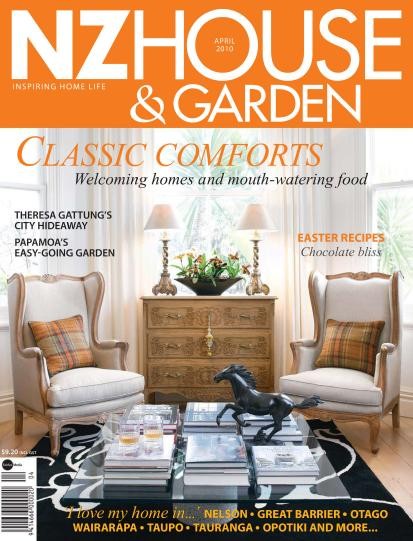 NZHOUSE
APRIL
2010
INSPIRING HOME LIFE
& GARDEN
CLASSIC COMFORTS
Welcoming homes and mouth-watering food
THERESA GATTUNG'S
CITY HIDEAWAY
PAPAMOA'S
EASY-GOING GARDEN
EASTER RECIPES
Chocolate bliss
$9.20 INCL GST
'I love my home in...' NELSON • GREAT BARRIER • OTAGO
WAIRARAPA • TAUPO • TAURANGA • OPOTIKI AND MORE...